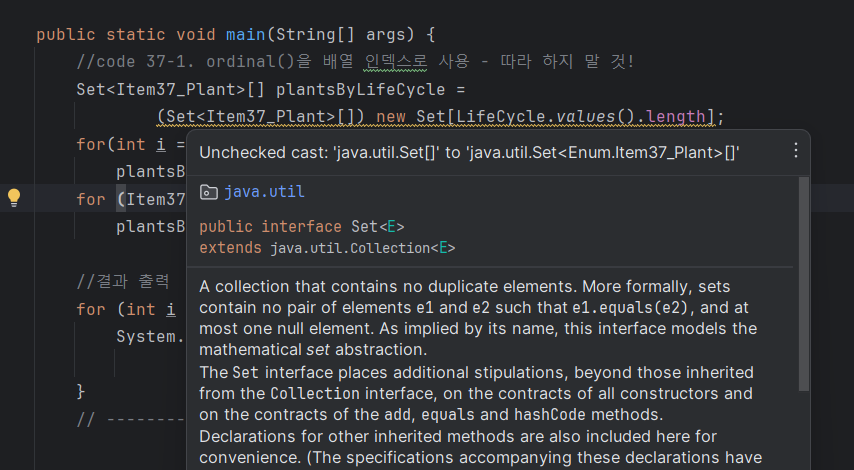 public static void main(String[] args) {
//code 37-1. ordinal()을 배열 인덱스로 사용 - 따라 하지 말 것!
Set<Item37_Plant>[] plantsByLifeCycle =
(Set<Item37_Plant>[]) new Set[LifeCycle.values().length];
for(int i =
Unchecked cast: 'java.util.Set[]' to 'java.util.Set<Enum.Item37_Plant>[]'
plantsB
java.util
for (Item37
plantsB
public interface Set<E>
extends java.util.Collection<E>
//결과 출력
A collection that contains no duplicate elements. More formally, sets
for (int i
contain no pair of elements e1 and e2 such that e1.equals(e2), and at
System.
most one null element. As implied by its name, this interface models the
mathematical set abstraction.
The Set interface places additional stipulations, beyond those inherited
}
from the Collection interface, on the contracts of all constructors and
// ---------
on the contracts of the add, equals and hashCode methods.
Declarations for other inherited methods are also included here for
convenience. (The specifications accompanying these declarations have